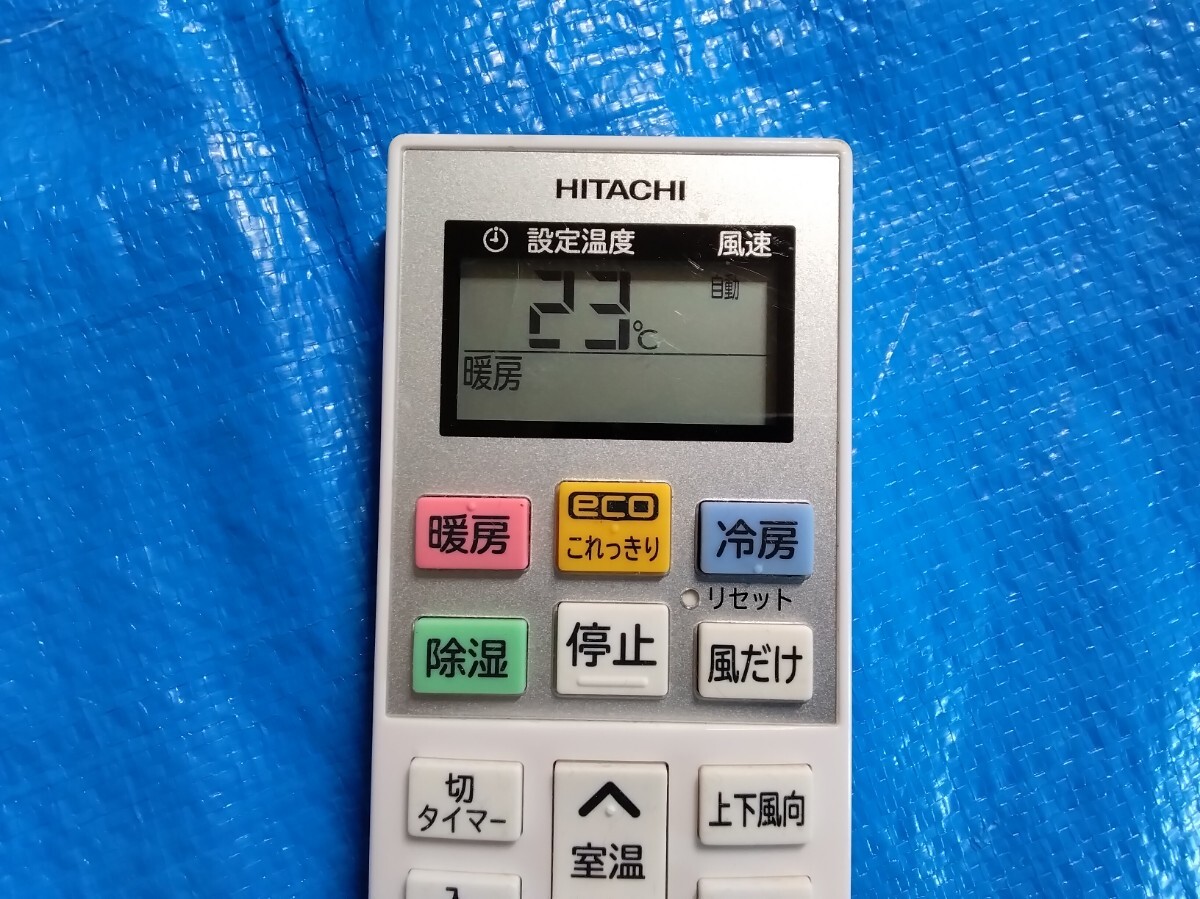 HITACHI
設定温度 風速
自動
23℃
暖房
暖房
eco
これっきり
冷房
リセット
除湿
停止
風だけ
切
タイマー
室温
上下風向
入